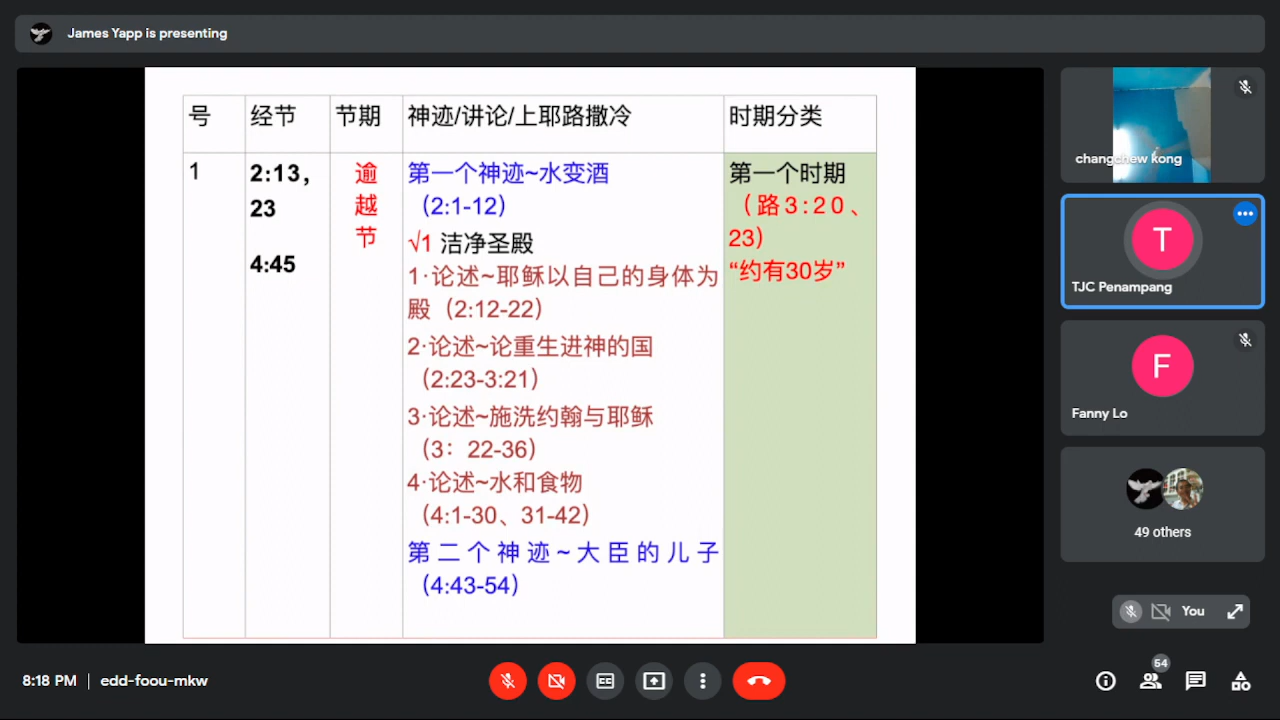 James Yapp is presenting
号 经节 节期 神迹/讲论/上耶路撒冷 时期分类
1
2:13,
23
4:45
逾
越
节
第一个神迹~水变酒
(2:1-12)
√1 洁净圣殿
1·论述~耶稣以自己的身体为
殿（2:12-22）
2·论述~论重生进神的国
（2:23-3:21）
3·论述~施洗约翰与耶稣
（3：22-36）
4·论述~水和食物
（4:1-30、31-42）
第二个神迹~大臣的儿子
（4:43-54）
第一个时期
（路3:20、
23）
“约有30岁”
changchew kong
T
TJC Penampang
F
Fanny Lo
49 others
You
8:18 PM | edd-foou-mkw
54